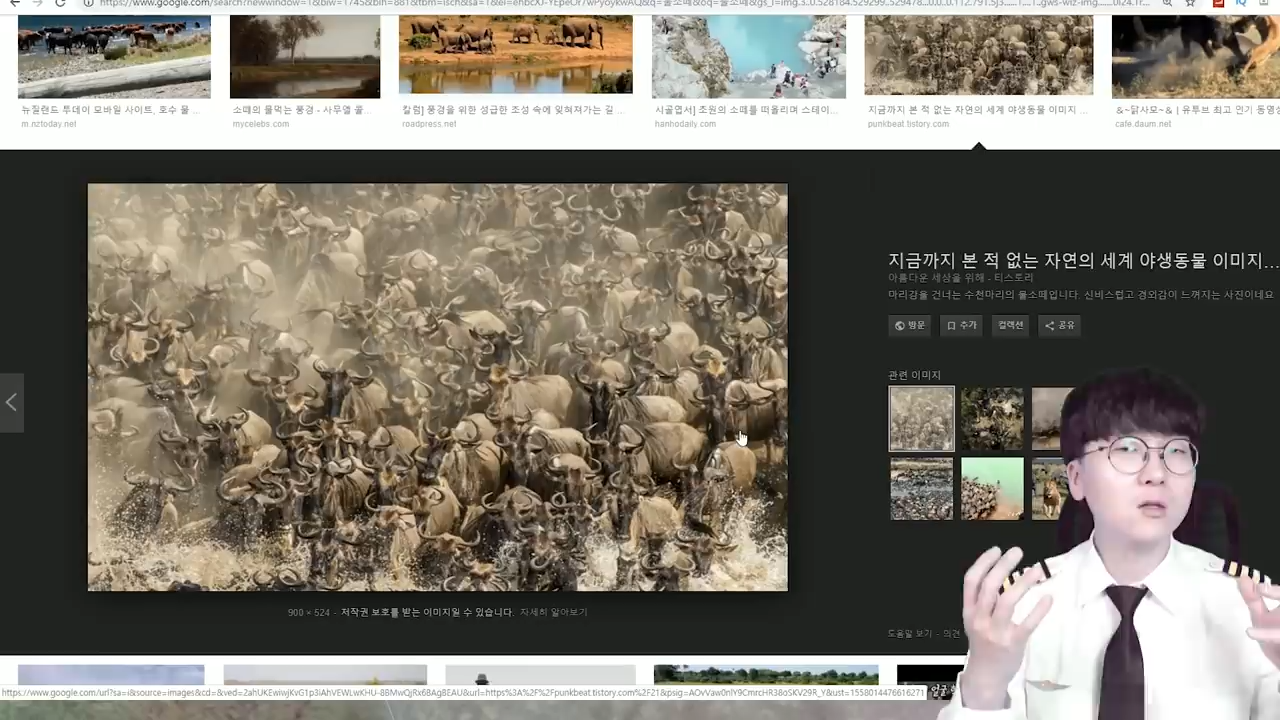 뉴질랜드 투데이 모바일 사이트, 호수 물 ...
m.nztoday.net
소떼의 물먹는 풍경 - 사무엘 콜..
mycelebs.com
칼럼] 풍경을 위한 성급한 조성 속에 잊혀져가는 길 ...
roadpress.net
시골엽서] 초원의 소떼를 떠올리며 스테이...
hanhodaily.com
지금까지 본 적 없는 자연의 세계 야생동물 이미지 ...
punkbeat.tistory.com
&~닭사모~& | 유투브 최고 인기 동영상
cafe.daum.net
지금까지 본 적 없는 자연의 세계 야생동물 이미지...
아름다운 세상을 위해 - 티스토리
마리강을 건너는 수천마리의 물소떼입니다. 신비스럽고 경외감이 느껴지는 사진이네요
방문
추가
컬렉션
공유
관련 이미지
900 × 524 - 저작권 보호를 받는 이미지일 수 있습니다. 자세히 알아보기
도움말 보기 - 의견